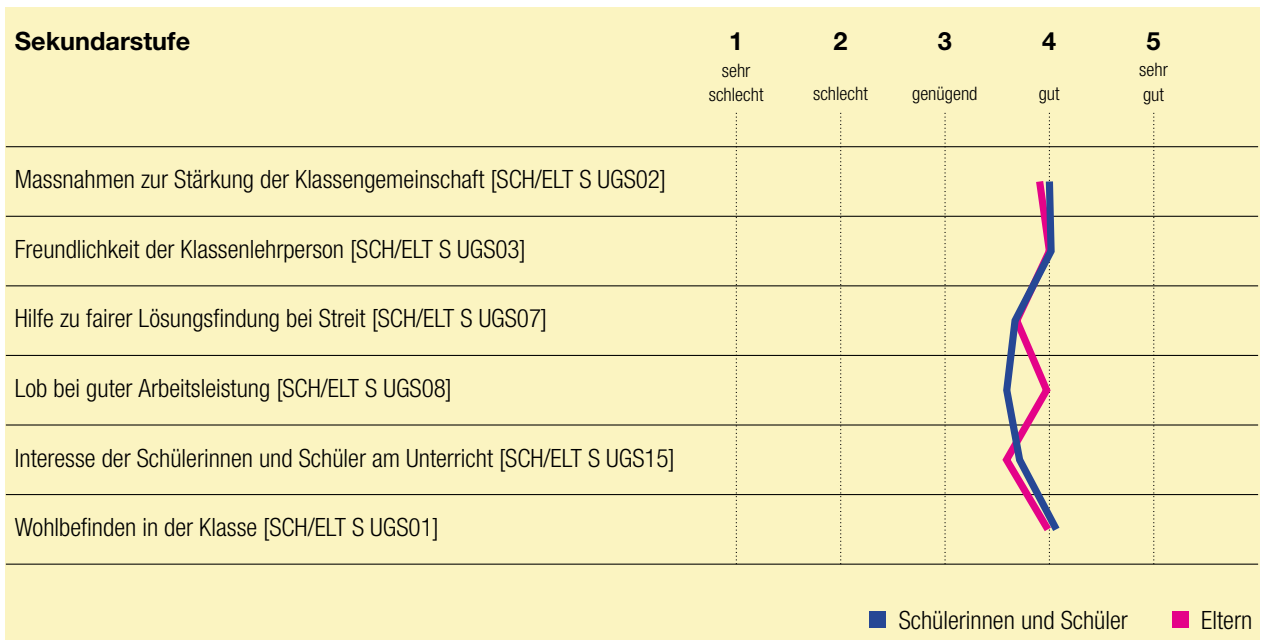 Sekundarstufe
1 2 3 4 5
sehr schlecht schlecht genügend gut sehr gut
Massnahmen zur Stärkung der Klassengemeinschaft [SCH/ELT S UGS02]
Freundlichkeit der Klassenlehrperson [SCH/ELT S UGS03]
Hilfe zu fairer Lösungsfindung bei Streit [SCH/ELT S UGS07]
Lob bei guter Arbeitsleistung [SCH/ELT S UGS08]
Interesse der Schülerinnen und Schüler am Unterricht [SCH/ELT S UGS15]
Wohlbefinden in der Klasse [SCH/ELT S UGS01]
Schülerinnen und Schüler Eltern